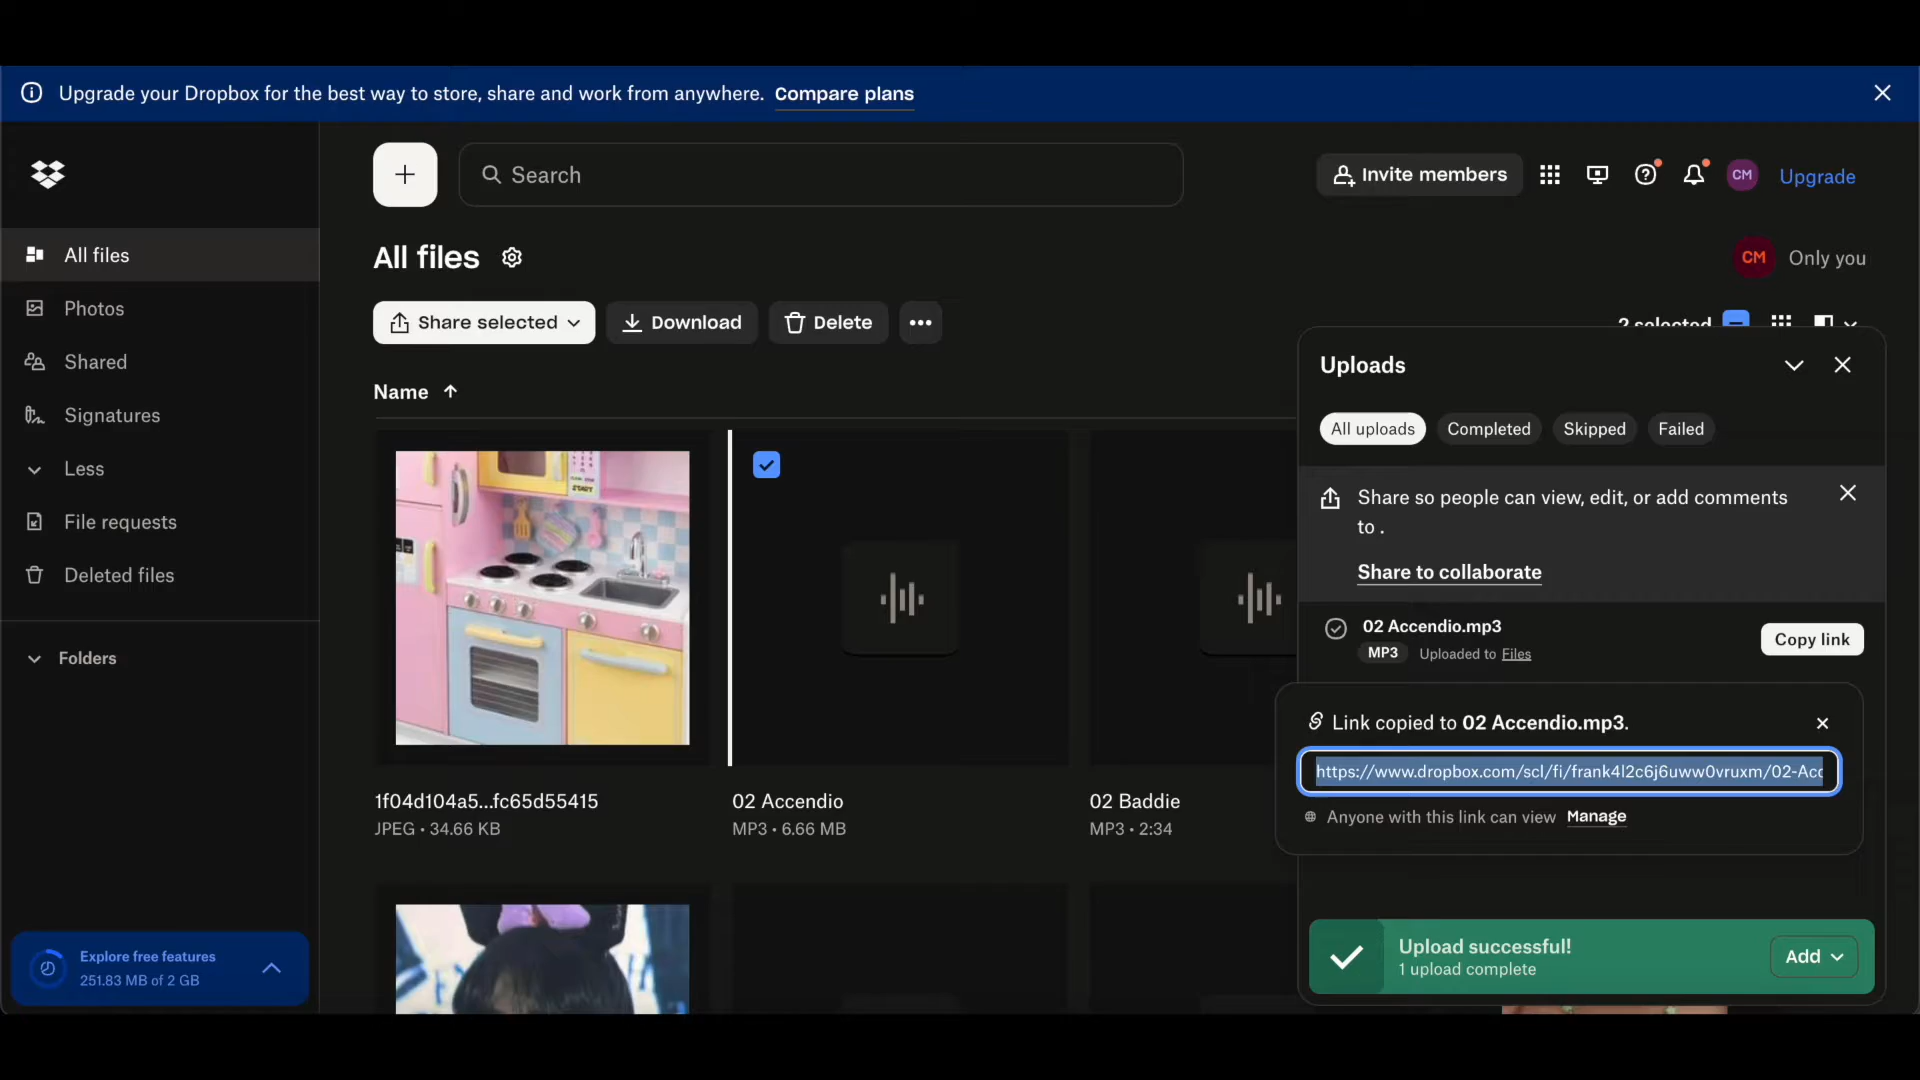 Upgrade your Dropbox for the best way to store, share and work from anywhere. Compare plans
Search
Invite members
CM
Upgrade
All files
Photos
Shared
Signatures
Less
File requests
Deleted files
Folders
Explore free features
251.83 MB of 2 GB
All files
CM
Only you
Share selected
Download
Delete
2 selected
Name
START
1f04d104a5...fc65d55415
JPEG • 34.66 KB
02 Accendio
MP3 • 6.66 MB
02 Baddie
MP3 • 2:34
Uploads
All uploads
Completed
Skipped
Failed
Share so people can view, edit, or add comments
to .
Share to collaborate
02 Accendio.mp3
MP3
Uploaded to Files
Copy link
Link copied to 02 Accendio.mp3.
https://www.dropbox.com/scl/fi/frank4l2c6j6uww0vruxm/02-Acc
Anyone with this link can view Manage
Upload successful!
1 upload complete
Add